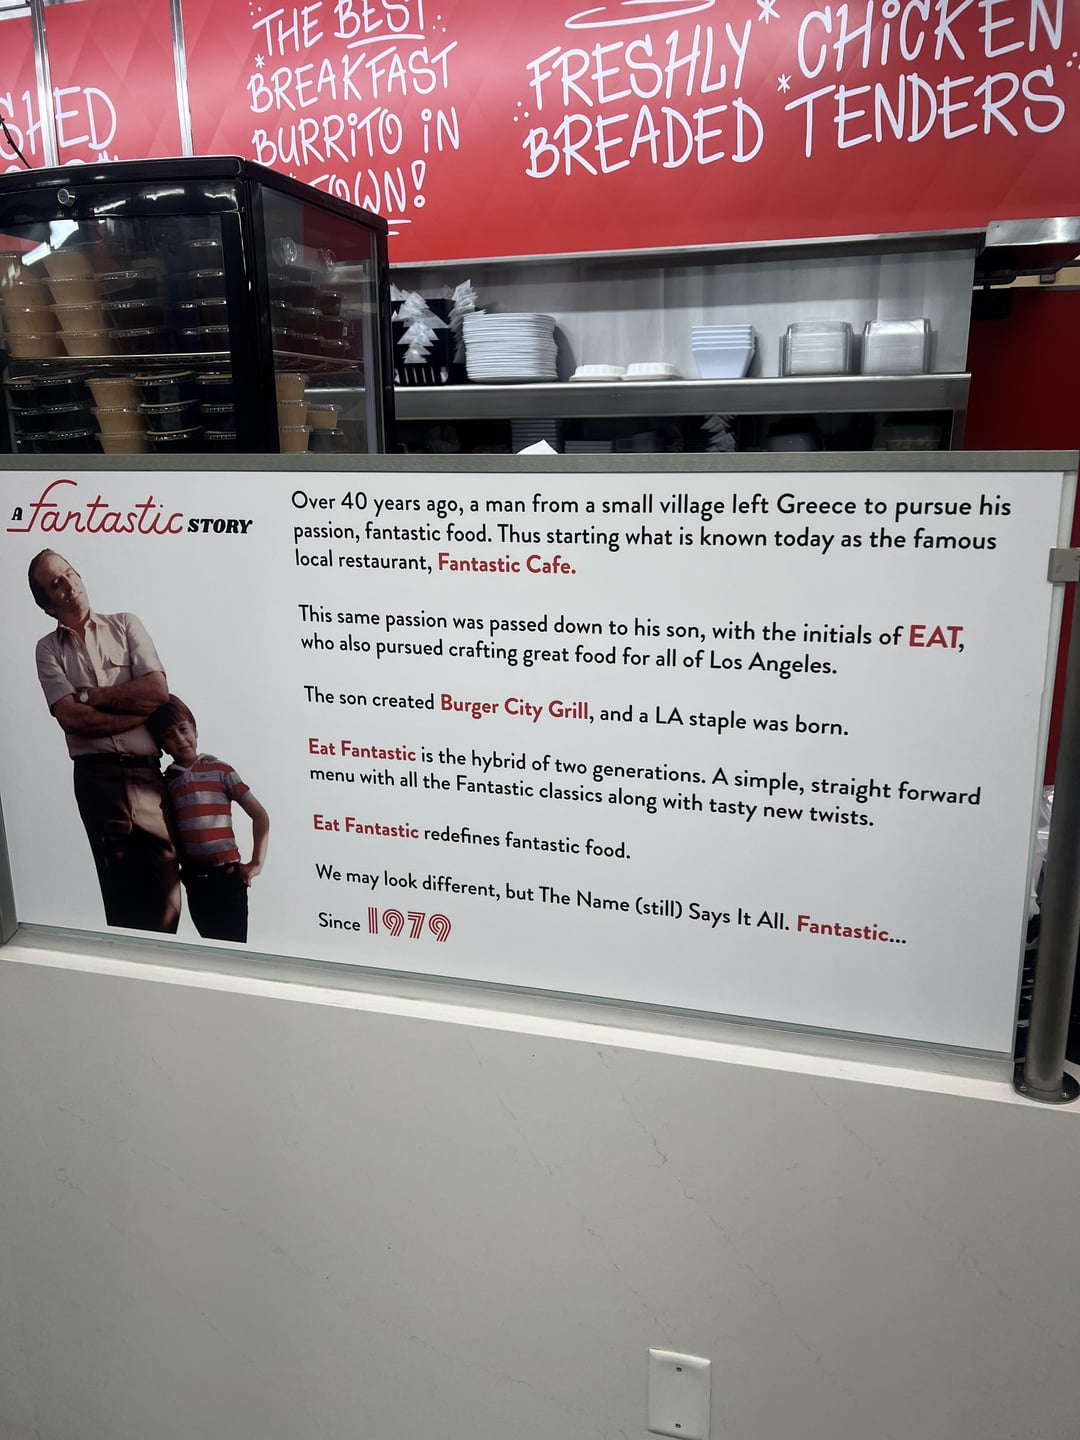 THE BEST
BREAKFAST
BURRITO IN
TOWN!
FRESHLY CHICKEN
BREADED TENDERS
A fantastic STORY
Over 40 years ago, a man from a small village left Greece to pursue his
passion, fantastic food. Thus starting what is known today as the famous
local restaurant, Fantastic Cafe.
This same passion was passed down to his son, with the initials of EAT,
who also pursued crafting great food for all of Los Angeles.
The son created Burger City Grill, and a LA staple was born.
Eat Fantastic is the hybrid of two generations. A simple, straight forward
menu with all the Fantastic classics along with tasty new twists.
Eat Fantastic redefines fantastic food.
We may look different, but The Name (still) Says It All. Fantastic...
Since 1979